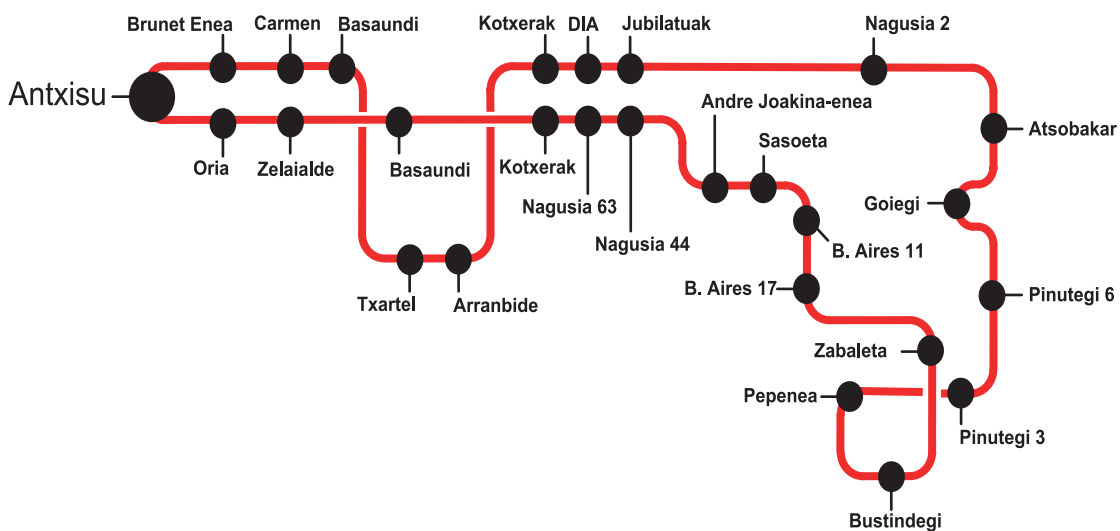 Brunet Enea
Carmen
Basaundi
Kotxerak
DIA
Jubilatuak
Nagusia 2
Antxisu
Andre Joakina-enea
Atsobakar
Sasoeta
Oria
Zelaialde
Basaundi
Kotxerak
Nagusia 63
Goiegi
Nagusia 44
B. Aires 11
B. Aires 17
Pinutegi 6
Txartel
Arranbide
Zabaleta
Pepenea
Pinutegi 3
Bustindegi